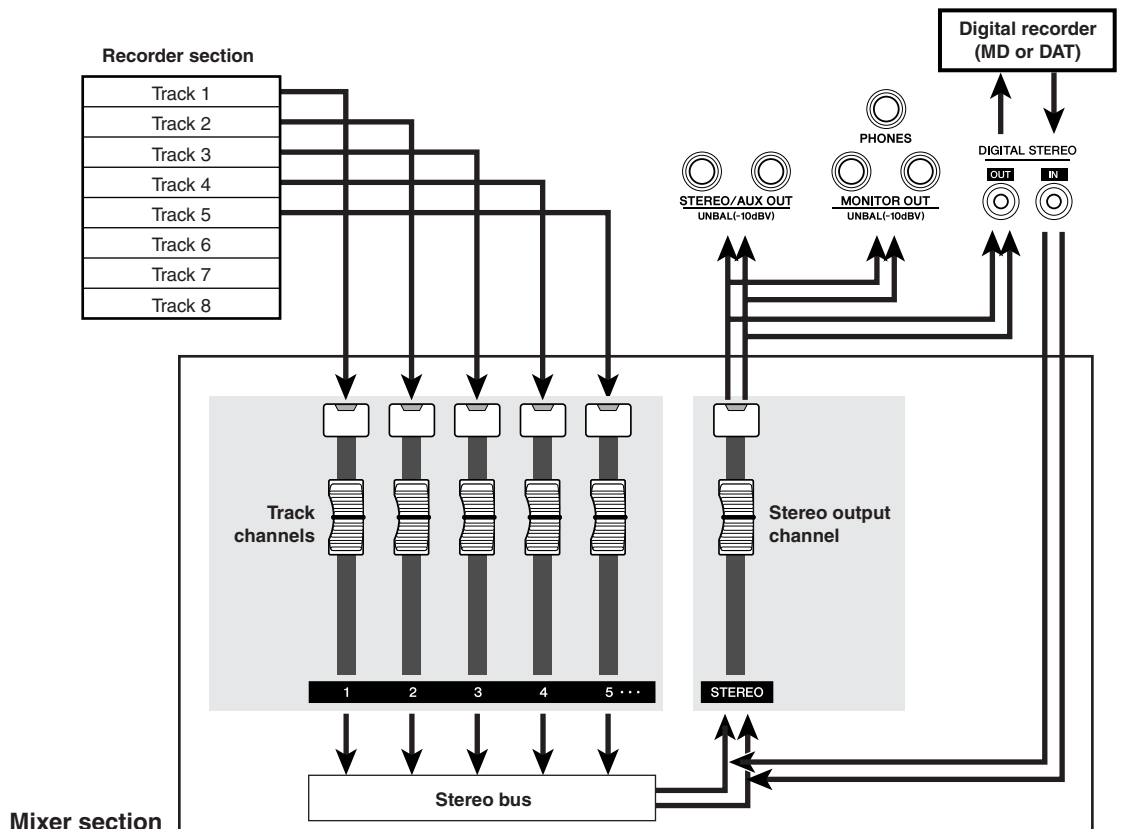 Digital recorder
(MD or DAT)
Recorder section
Track 1
Track 2
Track 3
Track 4
Track 5
Track 6
Track 7
Track 8
PHONES
STEREO/AUX OUT
UNBAL(-10dBV)
MONITOR OUT
UNBAL(-10dBV)
DIGITAL STEREO
OUT
IN
Track
channels
Stereo output
channel
1 2 3 4 5 ···
STEREO
Stereo bus
Mixer section